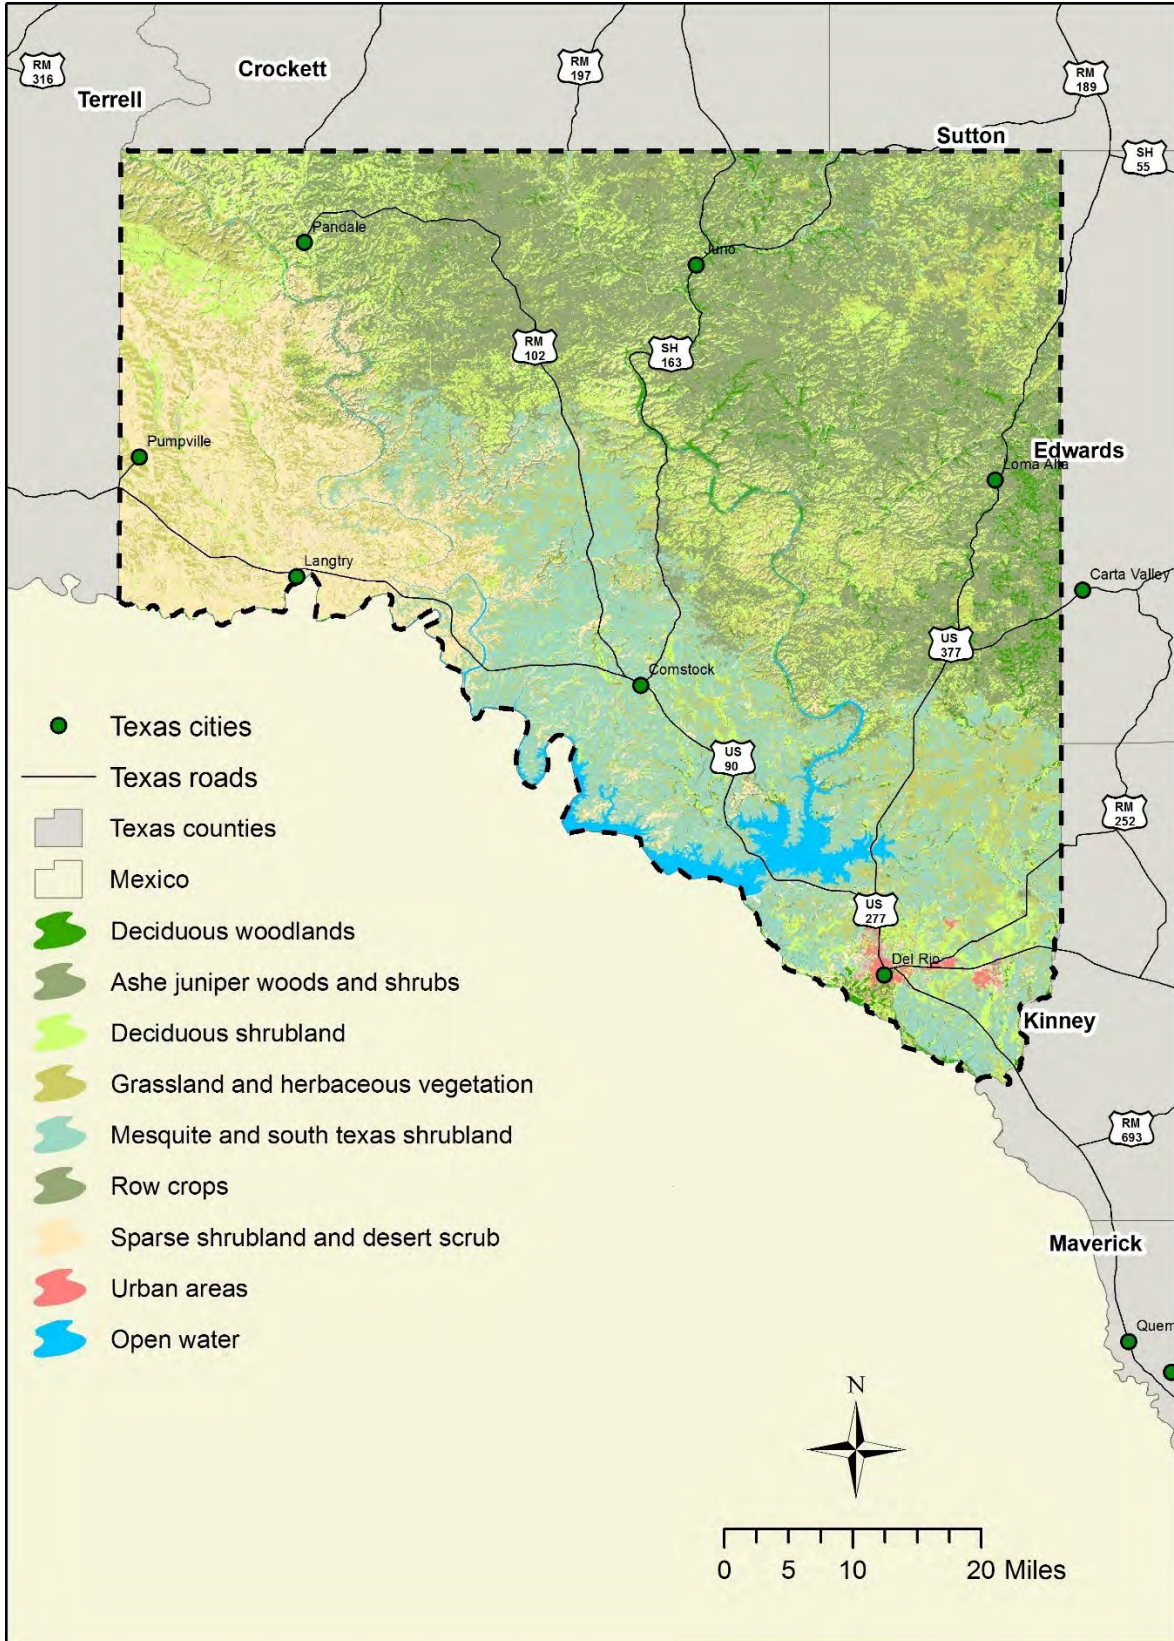 RM
316
Crockett
RM
197
RM
189
Terrell
Sutton
SH
55
Pandale
Juno
RM
102
SH
163
Pumpville
Edwards
Loma Alta
Langtry
Carta Valley
US
377
Comstock
US
90
RM
252
US
277
Del Rio
Kinney
RM
693
Maverick
Quem
Texas cities
Texas roads
Texas counties
Mexico
Deciduous woodlands
Ashe juniper woods and shrubs
Deciduous shrubland
Grassland and herbaceous vegetation
Mesquite and south texas shrubland
Row crops
Sparse shrubland and desert scrub
Urban areas
Open water
N
0 5 10 20 Miles